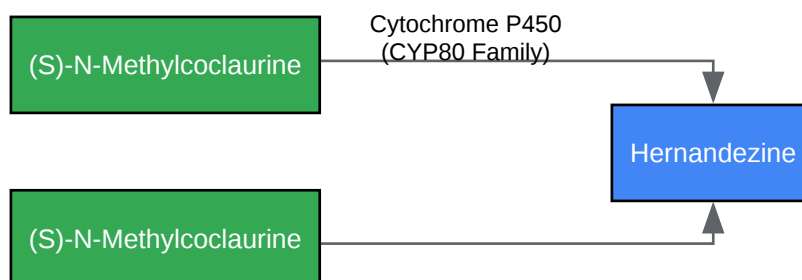 Cytochrome P450
(CYP80 Family)
(S)-N-Methylcoclaurine
Hernandezine
(S)-N-Methylcoclaurine